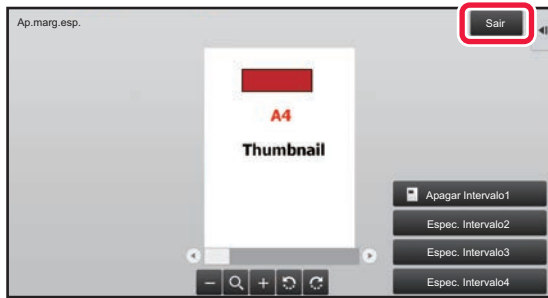 Ap.marg.esp.
Sair
A4
Thumbnail
Apagar Intervalo1
Espec. Intervalo2
Espec. Intervalo3
Espec. Intervalo4